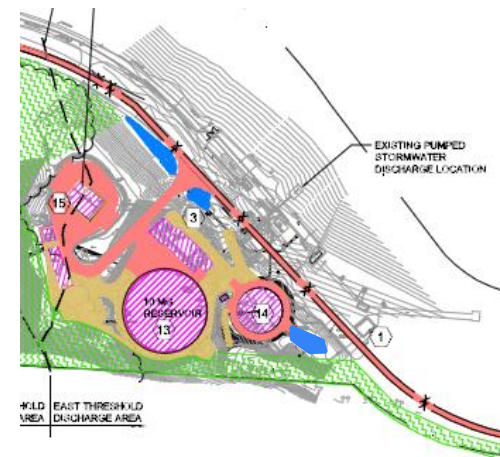 EXISTING PUMPED
STORMWATER
DISCHARGE LOCATION
15
3
10 MG
RESERVOIR
13
14
1
HOLD
AREA
EAST THRESHOLD
DISCHARGE AREA